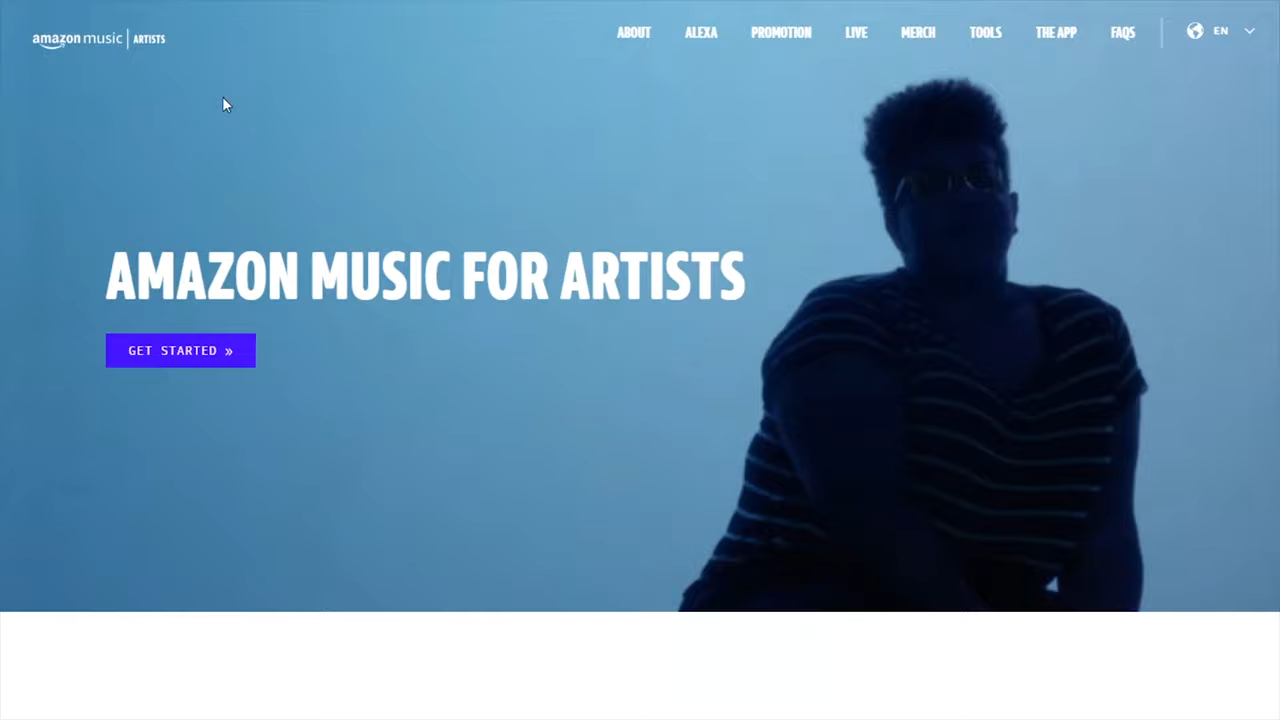 amazon music | ARTISTS
ABOUT
ALEXA
PROMOTION
LIVE
MERCH
TOOLS
THE APP
FAQS
EN
AMAZON MUSIC FOR ARTISTS
GET STARTED »